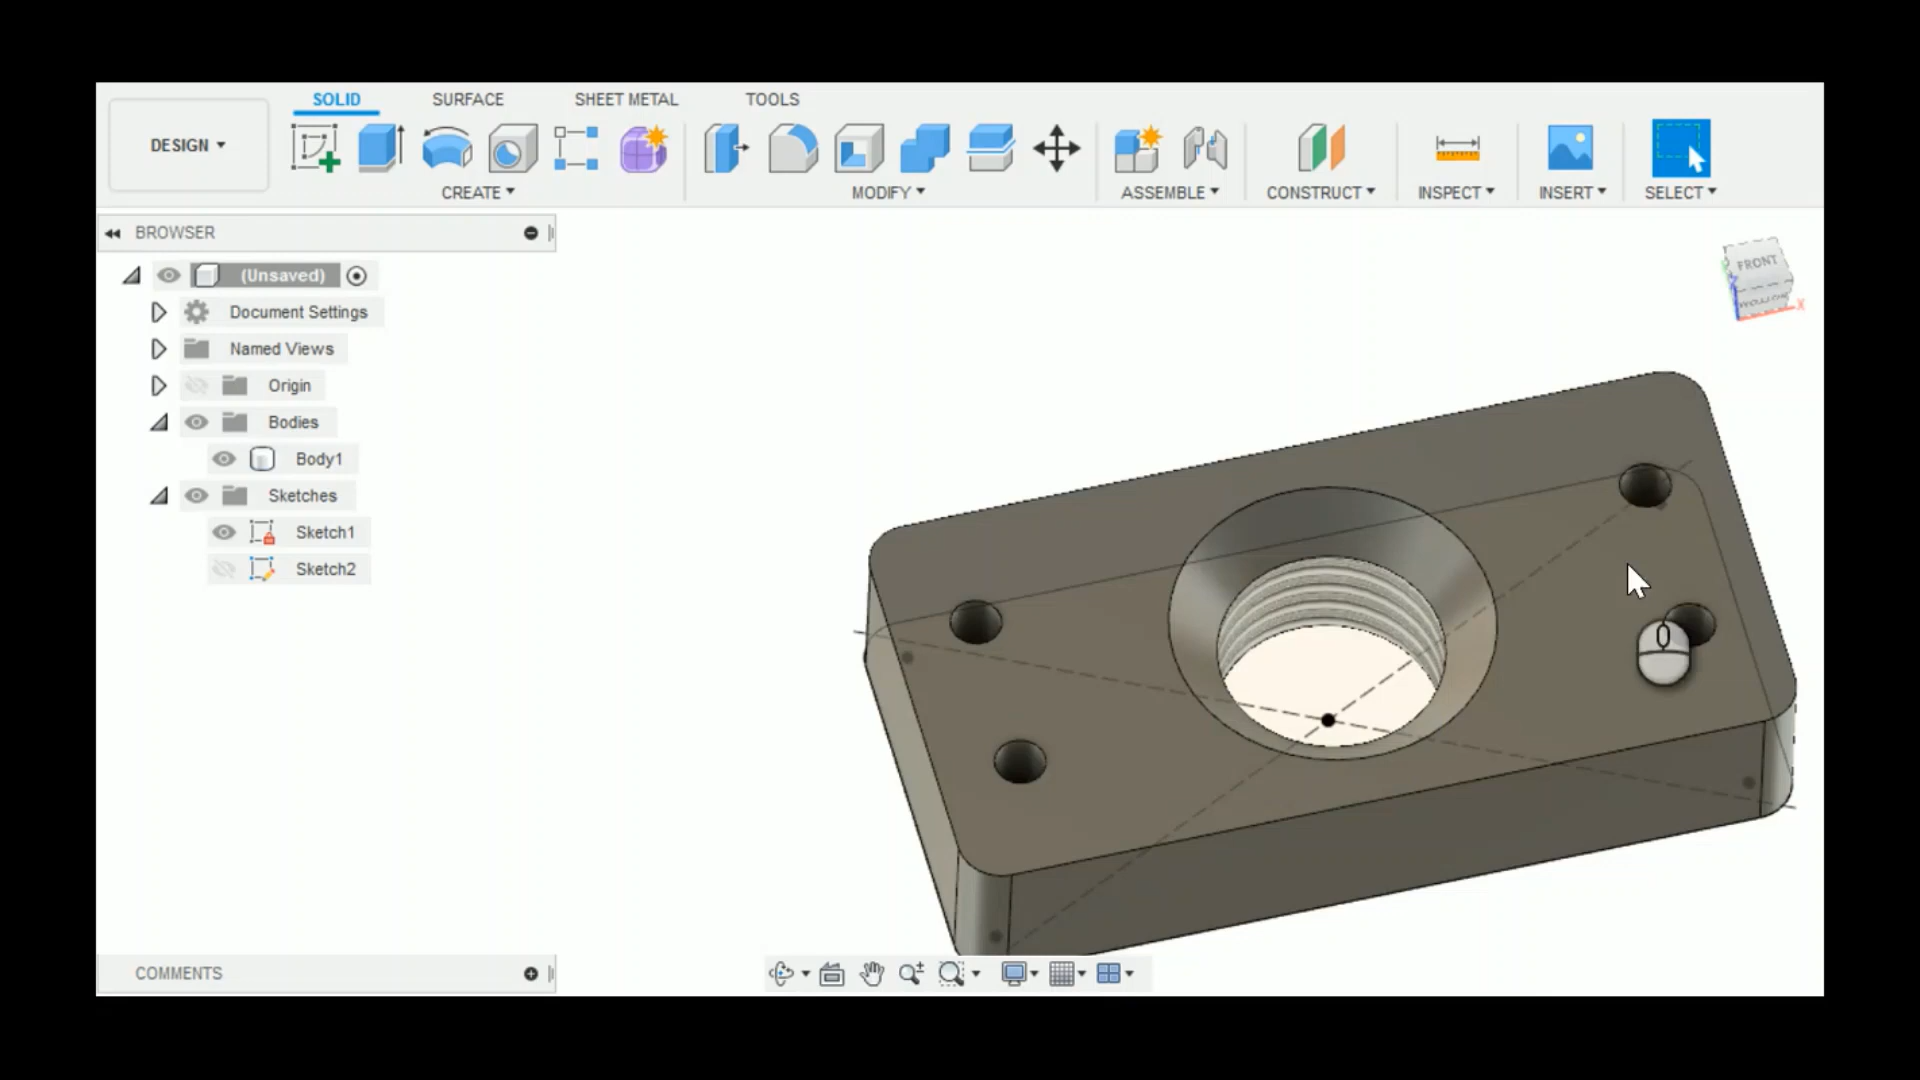 SOLID SURFACE SHEET METAL TOOLS
DESIGN
CREATE MODIFY ASSEMBLE CONSTRUCT INSPECT INSERT SELECT
BROWSER
(Unsaved)
Document Settings
Named Views
Origin
Bodies
Body1
Sketches
Sketch1
Sketch2
FRONT
X
COMMENTS